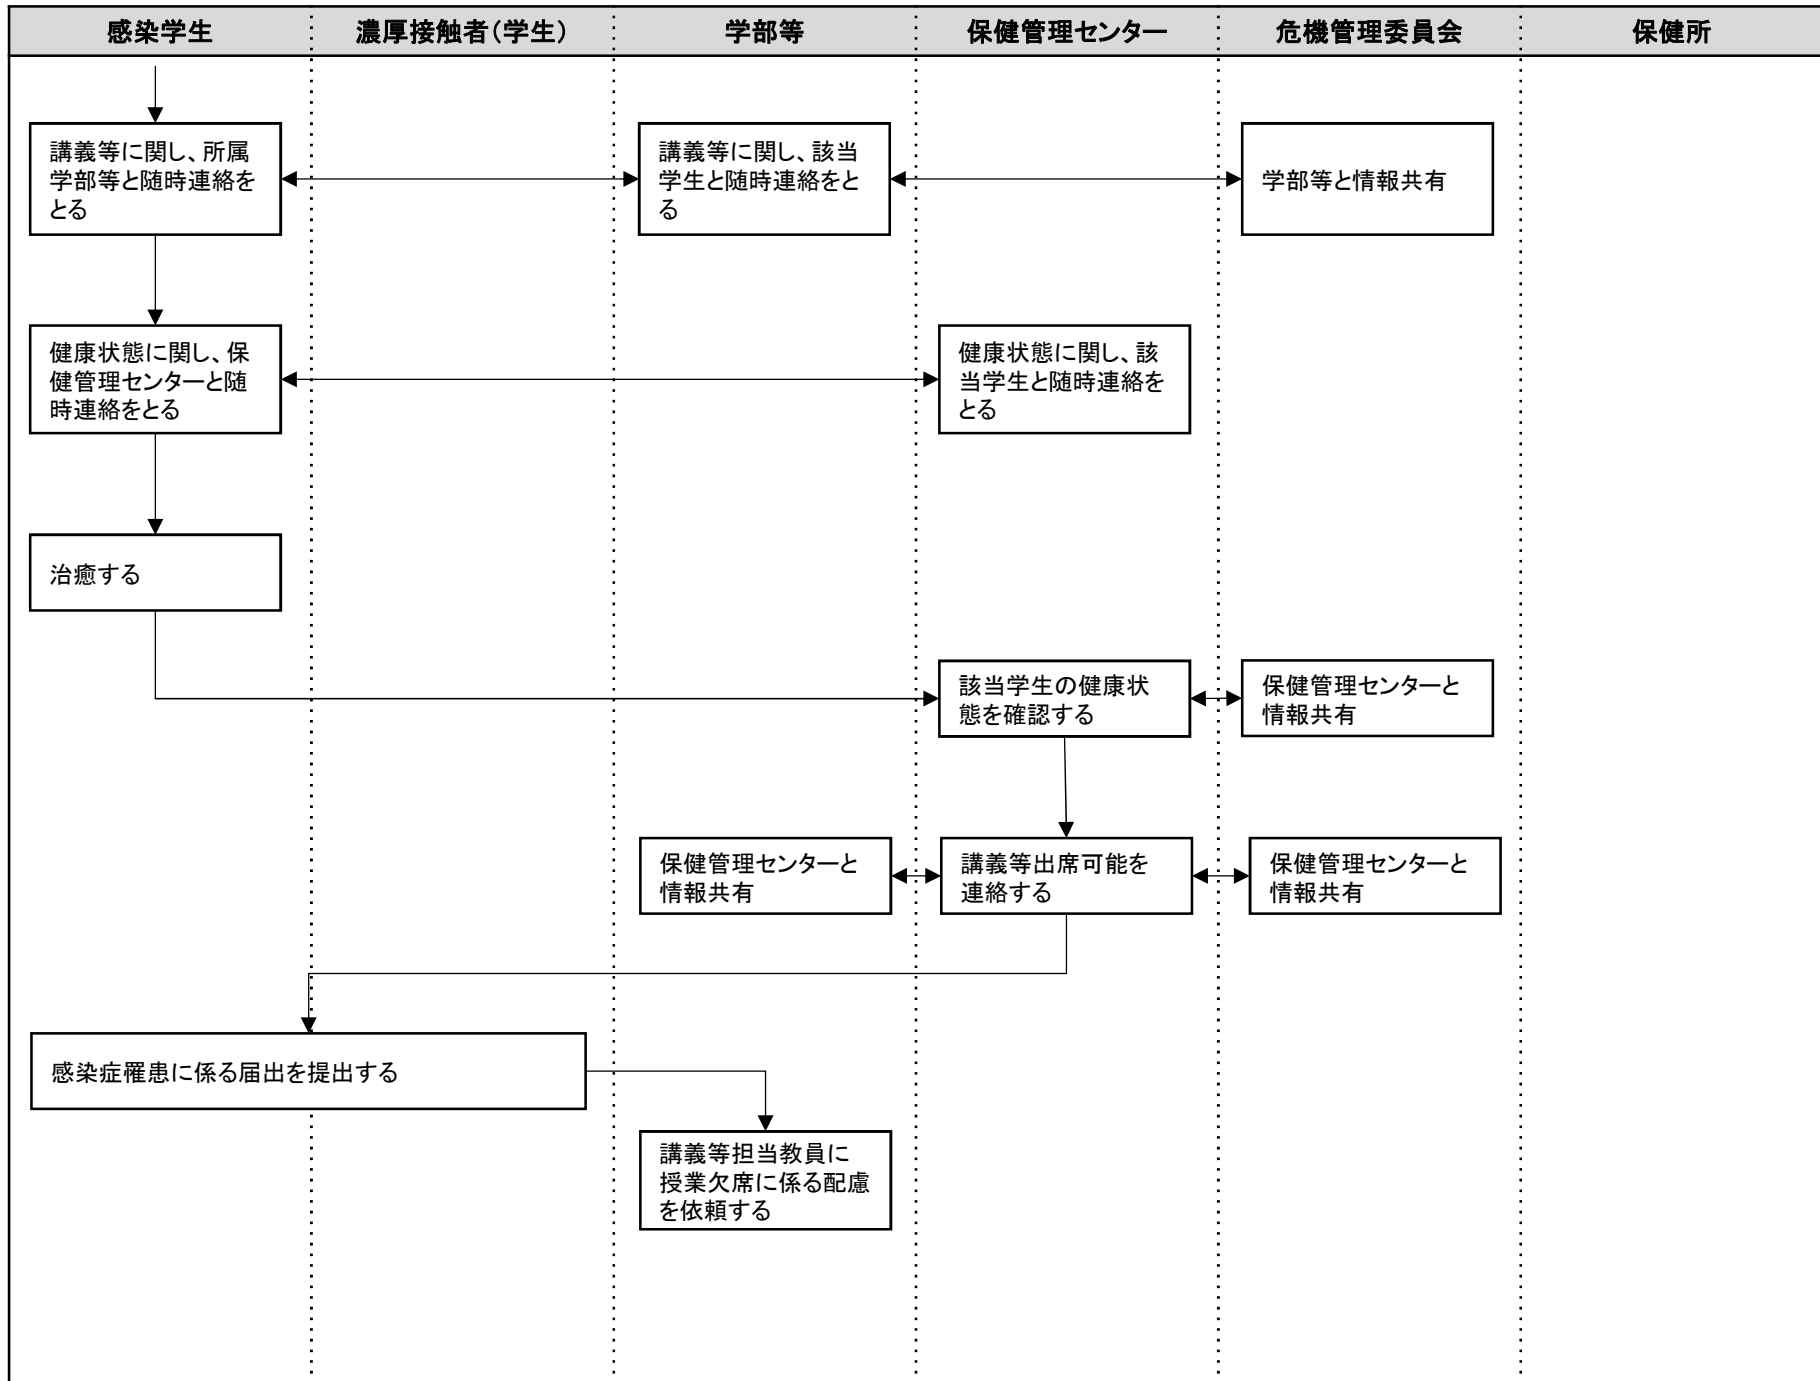 感染学生
濃厚接触者（学生）
学部等
保健管理センター
危機管理委員会
保健所
講義等に関し、所属
学部等と随時連絡を
とる
講義等に関し、該当
学生と随時連絡をと
る
学部等と情報共有
健康状態に関し、保
健管理センターと随
時連絡をとる
健康状態に関し、該
当学生と随時連絡を
とる
治癒する
該当学生の健康状
態を確認する
保健管理センターと
情報共有
保健管理センターと
情報共有
講義等出席可能を
連絡する
保健管理センターと
情報共有
感染症罹患に係る届出を提出する
講義等担当教員に
授業欠席に係る配慮
を依頼する